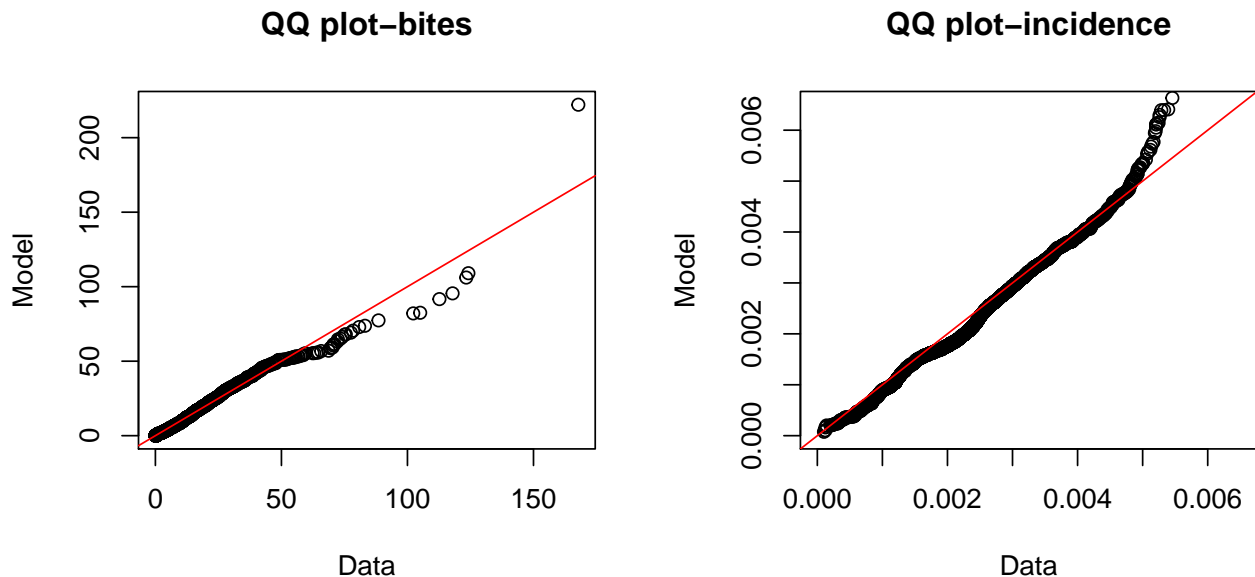 QQ plot−bites
Model
200
150
100
50
0
0 50 100 150
Data
QQ plot−incidence
Model
0.006
0.004
0.002
0.000
0.000 0.002 0.004 0.006
Data